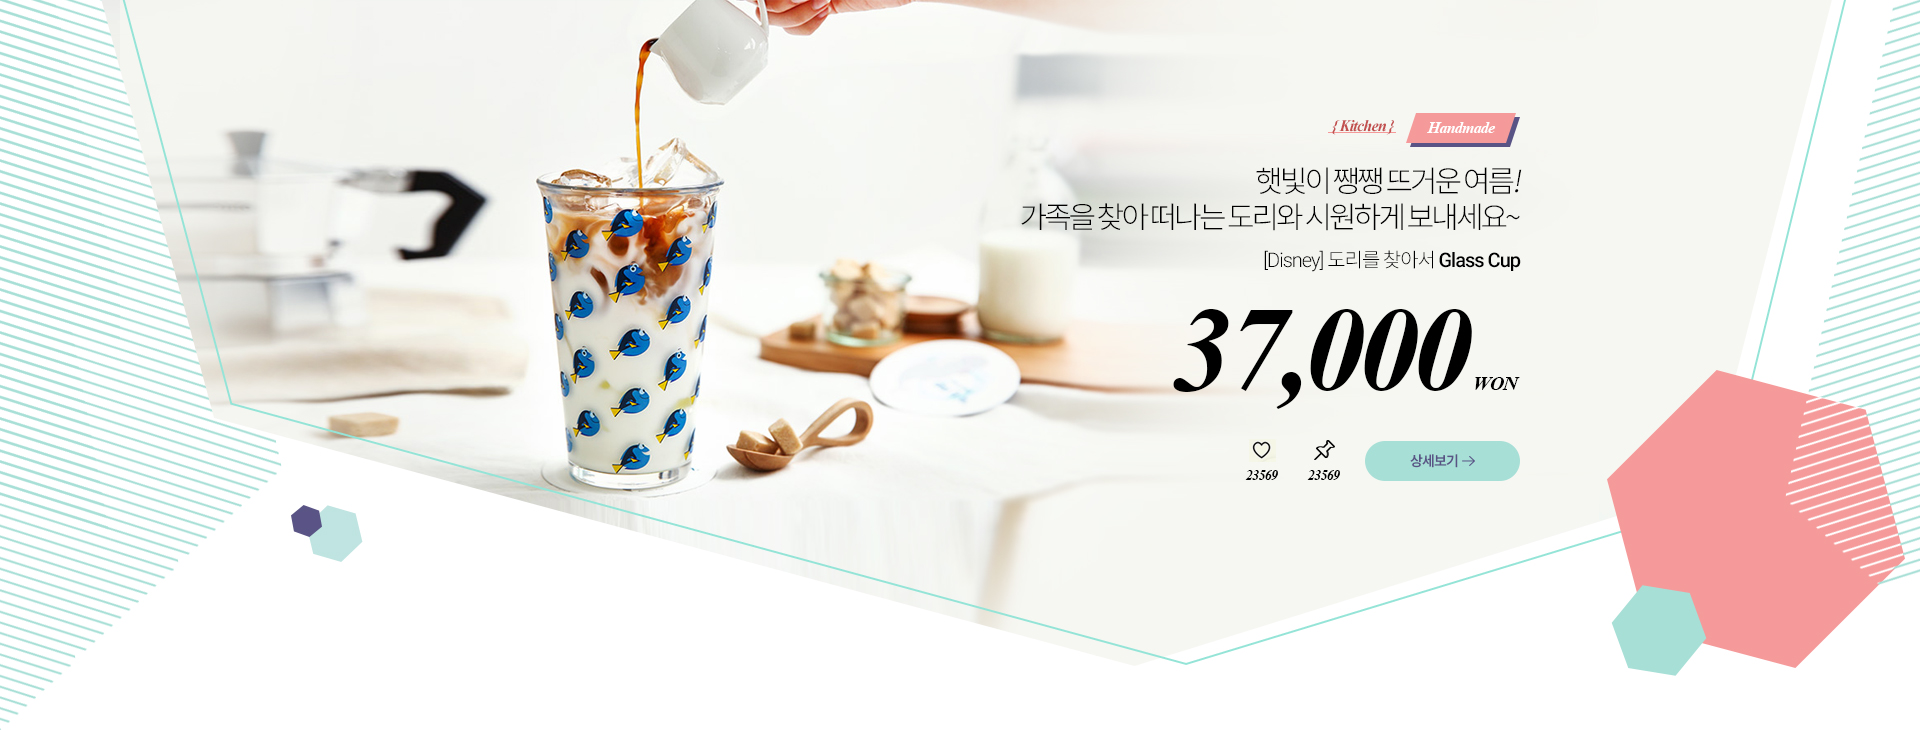 { Kitchen } Handmade
햇빛이 쨍쨍 뜨거운 여름!
가족을 찾아 떠나는 도리와 시원하게 보내세요~
[Disney] 도리를 찾아서 Glass Cup
37,000 WON
23569 23569 상세보기 →